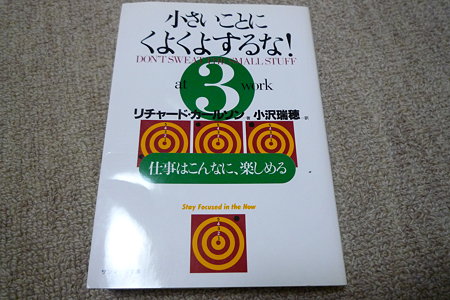 小さいことに
くよくよするな!
DON'T SWEAT THE SMALL STUFF
at 3 work
リチャード・カールソン 著 小沢瑞穂 訳
仕事はこんなに、楽しめる
Stay Focused in the Now